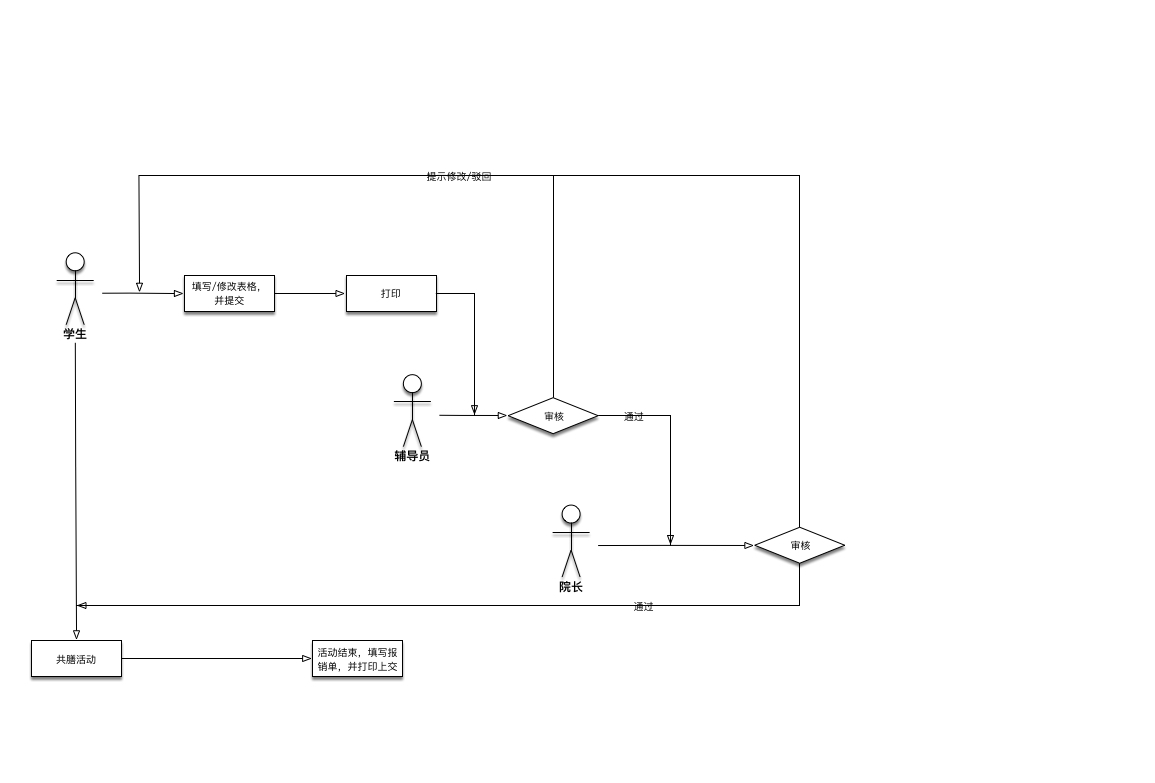 提示修改/驳回
填写/修改表格，
并提交
打印
学生
审核
通过
辅导员
审核
院长
通过
共膳活动
活动结束，填写报
销单，并打印上交